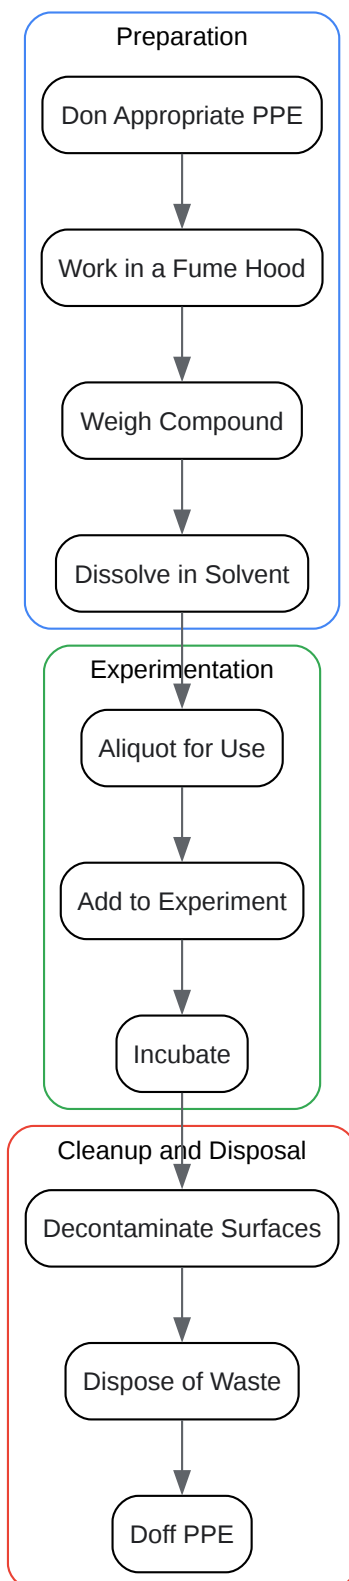 Preparation
Don Appropriate PPE
Work in a Fume Hood
Weigh Compound
Dissolve in Solvent
Experimentation
Aliquot for Use
Add to Experiment
Incubate
Cleanup and Disposal
Decontaminate Surfaces
Dispose of Waste
Doff PPE